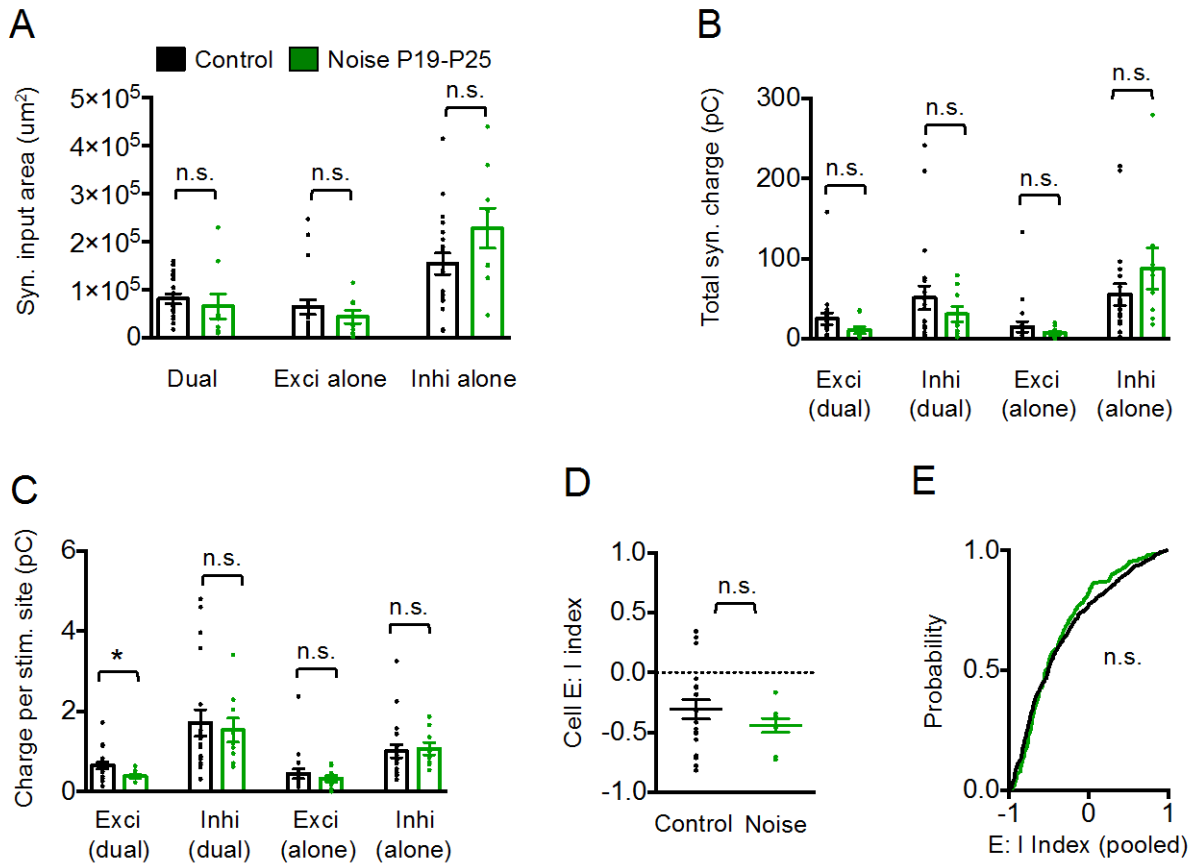 A
Control
Noise P19-P25
Syn. input area (um²)
5×10⁵
4×10⁵
3×10⁵
2×10⁵
1×10⁵
0
n.s.
n.s.
n.s.
Dual
Exci alone
Inhi alone
B
Total syn. charge (pC)
300
200
100
0
n.s.
n.s.
n.s.
n.s.
Exci
(dual)
Inhi
(dual)
Exci
(alone)
Inhi
(alone)
C
Charge per stim. site (pC)
6
4
2
0
*
n.s.
n.s.
n.s.
Exci
(dual)
Inhi
(dual)
Exci
(alone)
Inhi
(alone)
D
Cell E: I index
1.0
0.5
0.0
-0.5
-1.0
n.s.
Control
Noise
E
Probability
1.0
0.5
0.0
n.s.
-1
0
1
E: I Index (pooled)